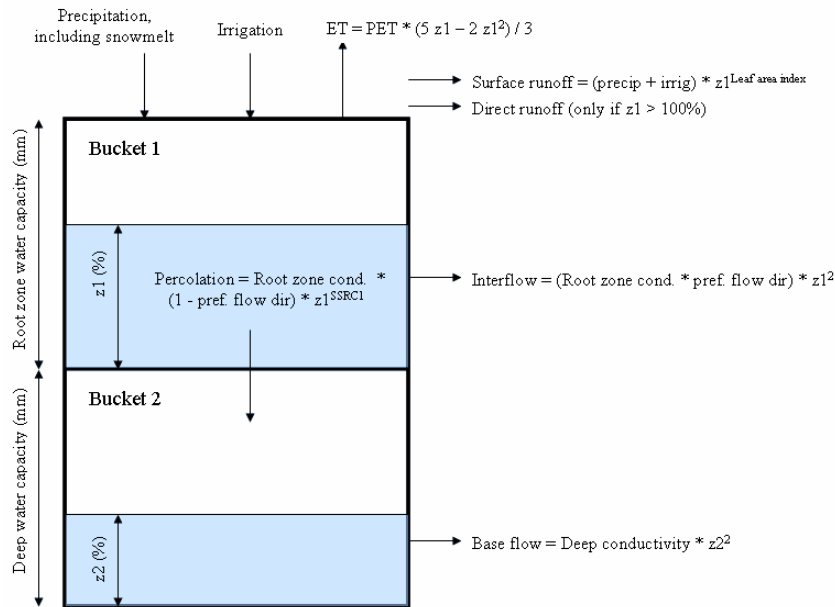 Precipitation,
including snowmelt
Irrigation
ET = PET * (5 z1 – 2 z1²) / 3
Surface runoff = (precip + irrig) * z1^Leaf area index
Direct runoff (only if z1 > 100%)
Bucket 1
Root zone water capacity (mm)
z1 (%)
Percolation = Root zone cond. *
(1 - pref. flow dir) * z1^SSRC1
Interflow = (Root zone cond. * pref. flow dir) * z1²
Bucket 2
Deep water capacity (mm)
z2 (%)
Base flow = Deep conductivity * z2²